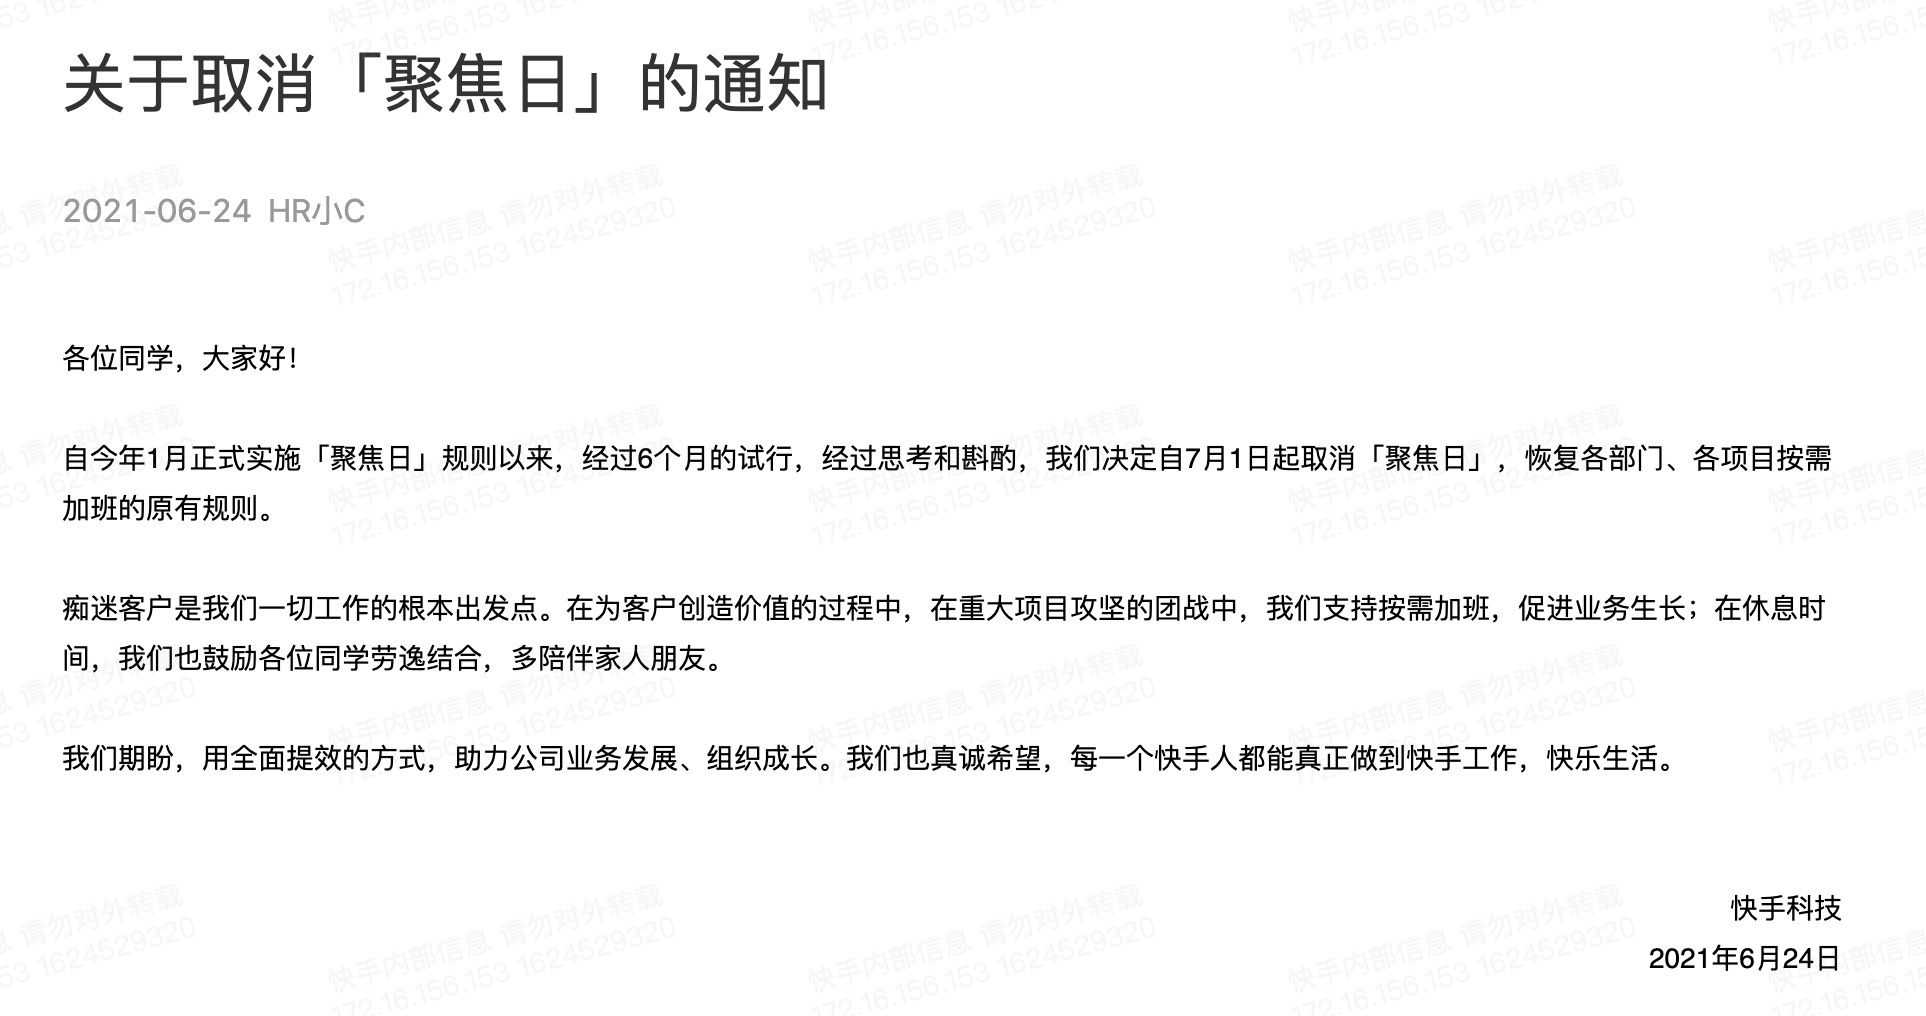 关于取消「聚焦日」的通知
2021-06-24 HR小C
各位同学，大家好！
自今年1月正式实施「聚焦日」规则以来，经过6个月的试行，经过思考和斟酌，我们决定自7月1日起取消「聚焦日」，恢复各部门、各项目按需
加班的原有规则。
痴迷客户是我们一切工作的根本出发点。在为客户创造价值的过程中，在重大项目攻坚的团战中，我们支持按需加班，促进业务生长；在休息时
间，我们也鼓励各位同学劳逸结合，多陪伴家人朋友。
我们期盼，用全面提效的方式，助力公司业务发展、组织成长。我们也真诚希望，每一个快手人都能真正做到快手工作，快乐生活。
快手科技
2021年6月24日
快手内部信息 请勿对外转载
172.16.156.153 1624529320